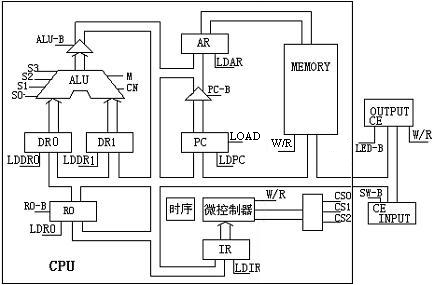 ALU-B
AR
LDAR
S3
S2
S1
S0
ALU
M
CN
MEMORY
PC-B
OUTPUT
CE
W/R
LED-B
DR0
DR1
PC
LOAD
W/R
LDDR0
LDDR1
LDPC
SW-B
CE
INPUT
R0-B
R0
LDR0
时序
微控制器
W/R
CS0
CS1
CS2
IR
LDIR
CPU